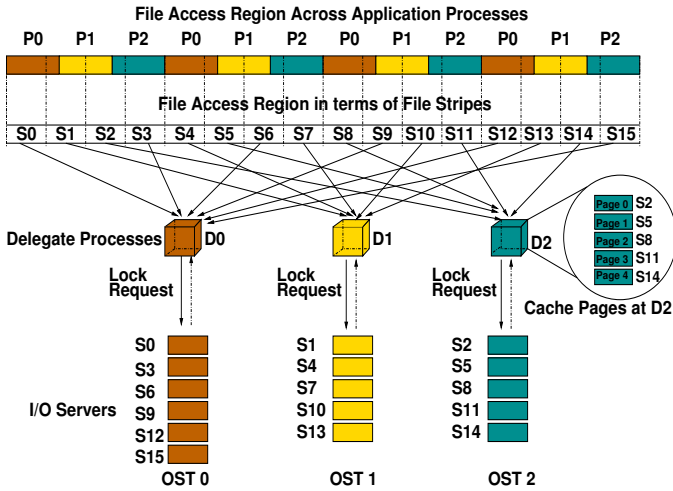 File Access Region Across Application Processes
P0 P1 P2 P0 P1 P2 P0 P1 P2 P0 P1 P2
File Access Region in terms of File Stripes
S0 S1 S2 S3 S4 S5 S6 S7 S8 S9 S10 S11 S12 S13 S14 S15
Delegate Processes D0 D1 D2
Page 0 S2
Page 1 S5
Page 2 S8
Page 3 S11
Page 4 S14
Cache Pages at D2
Lock Request
Lock Request
Lock Request
I/O Servers
S0
S3
S6
S9
S12
S15
OST 0
S1
S4
S7
S10
S13
OST 1
S2
S5
S8
S11
S14
OST 2